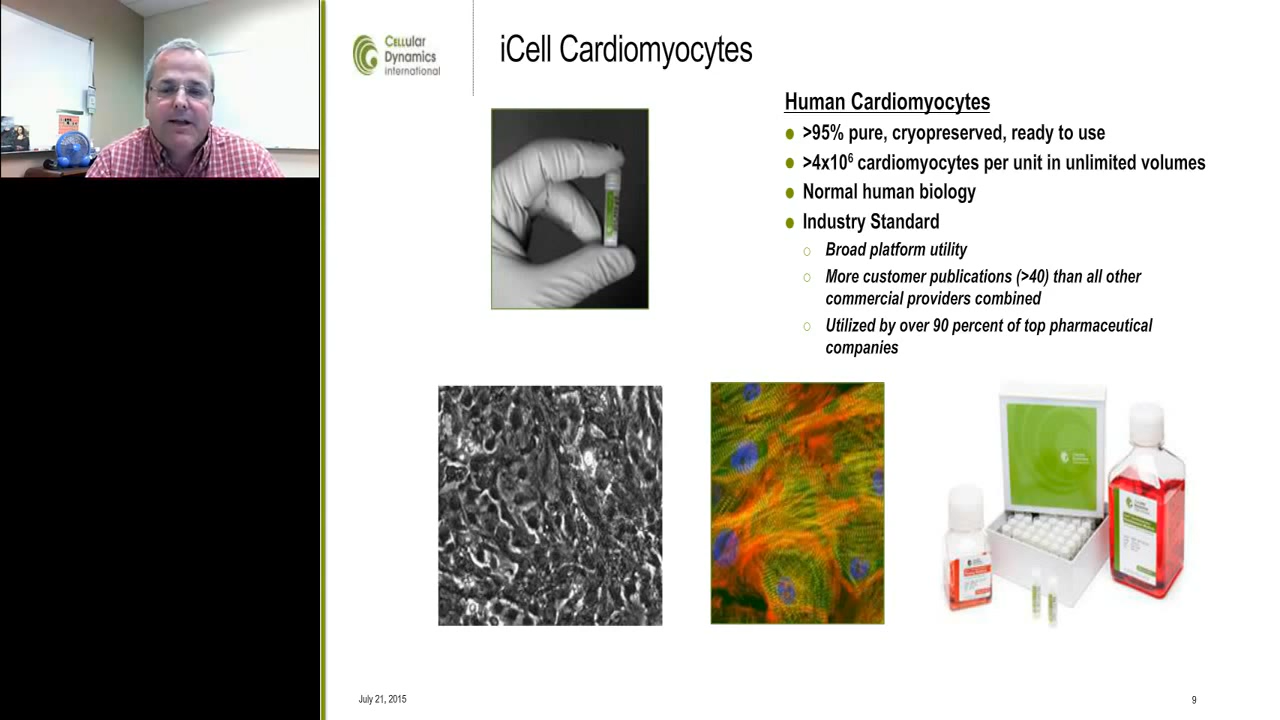 Cellular
Dynamics
international
iCell Cardiomyocytes
Human Cardiomyocytes
>95% pure, cryopreserved, ready to use
>4x10⁶ cardiomyocytes per unit in unlimited volumes
Normal human biology
Industry Standard
Broad platform utility
More customer publications (>40) than all other
commercial providers combined
Utilized by over 90 percent of top pharmaceutical
companies
July 21, 2015
9